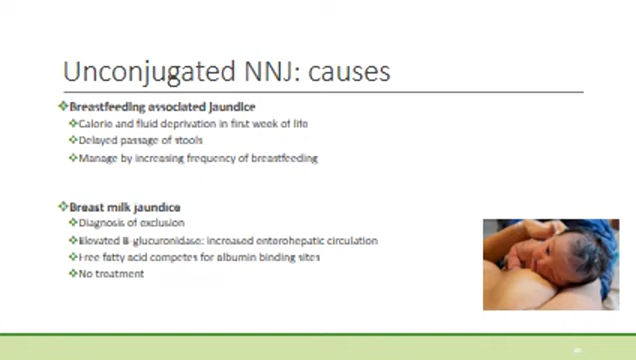 Unconjugated NNJ: causes
Breastfeeding associated jaundice
Calorie and fluid deprivation in first week of life
Delayed passage of stools
Manage by increasing frequency of breastfeeding
Breast milk jaundice
Diagnosis of exclusion
Elevated B glucuronidase: increased enterohepatic circulation
Free fatty acid competes for albumin binding sites
No treatment